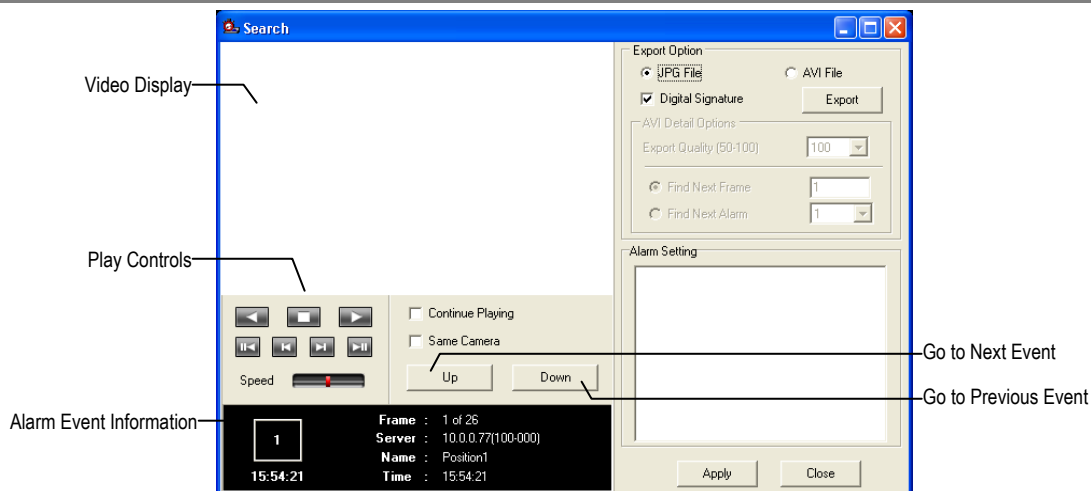 Search
Video Display
Play Controls
Alarm Event Information
Export Option
JPG File
AVI File
Digital Signature
Export
AVI Detail Options
Export Quality (50-100)
100
Find Next Frame
1
Find Next Alarm
1
Alarm Setting
Continue Playing
Same Camera
Speed
Up
Down
Go to Next Event
Go to Previous Event
1
15:54:21
Frame : 1 of 26
Server : 10.0.0.77(100-000)
Name : Position1
Time : 15:54:21
Apply
Close